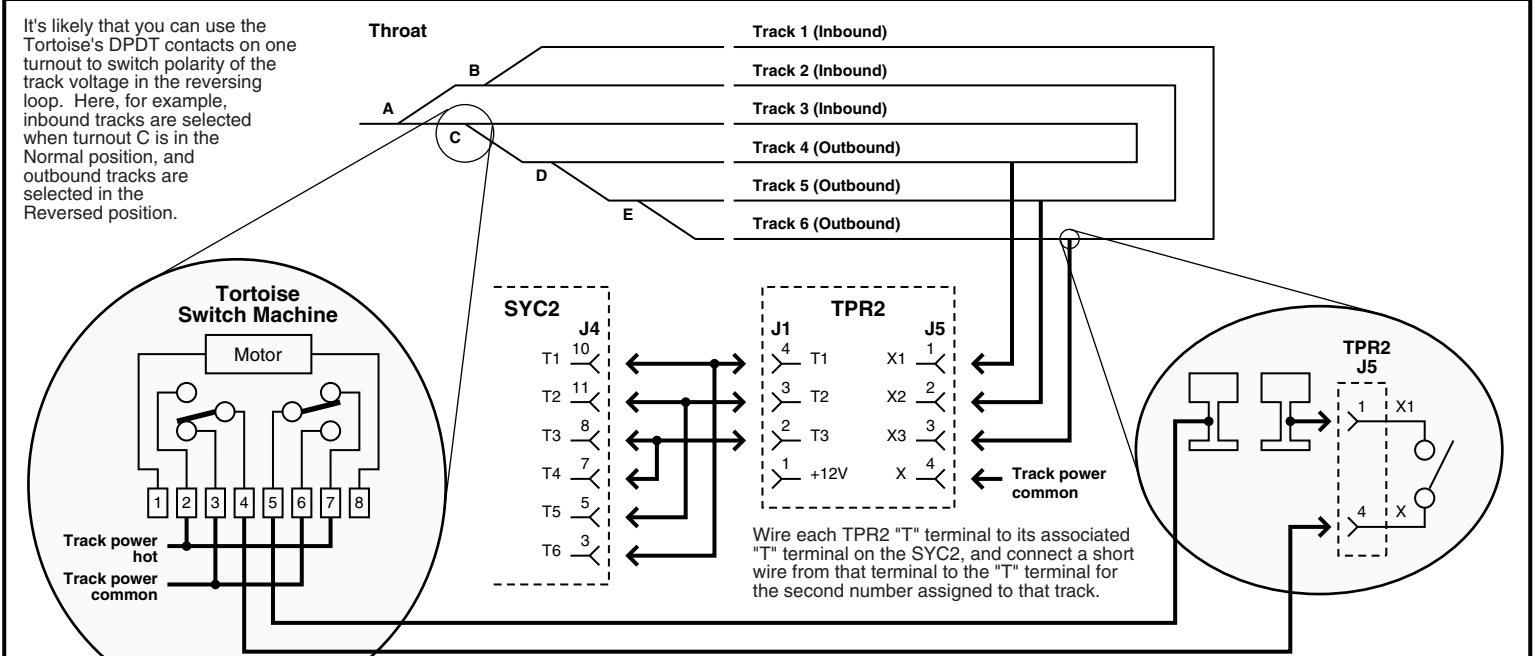 It's likely that you can use the
Tortoise's DPDT contacts on one
turnout to switch polarity of the
track voltage in the reversing
loop. Here, for example,
inbound tracks are selected
when turnout C is in the
Normal position, and
outbound tracks are
selected in the
Reversed position.
Throat
A
B
C
D
E
Track 1 (Inbound)
Track 2 (Inbound)
Track 3 (Inbound)
Track 4 (Outbound)
Track 5 (Outbound)
Track 6 (Outbound)
Tortoise
Switch Machine
Motor
1 2 3 4 5 6 7 8
Track power
hot
Track power
common
SYC2
J4
T1 10
T2 11
T3 8
T4 7
T5 5
T6 3
TPR2
J1 J5
4 T1 X1 1
3 T2 X2 2
2 T3 X3 3
1 +12V X 4
Track power
common
Wire each TPR2 "T" terminal to its associated
"T" terminal on the SYC2, and connect a short
wire from that terminal to the "T" terminal for
the second number assigned to that track.
TPR2
J5
1 X1
4 X